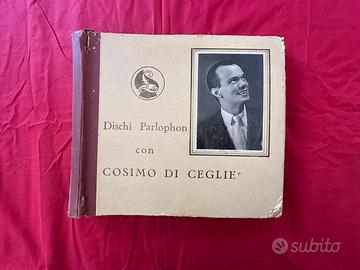 Dischi Parlophon
con
COSIMO DI CEGLIE
subito